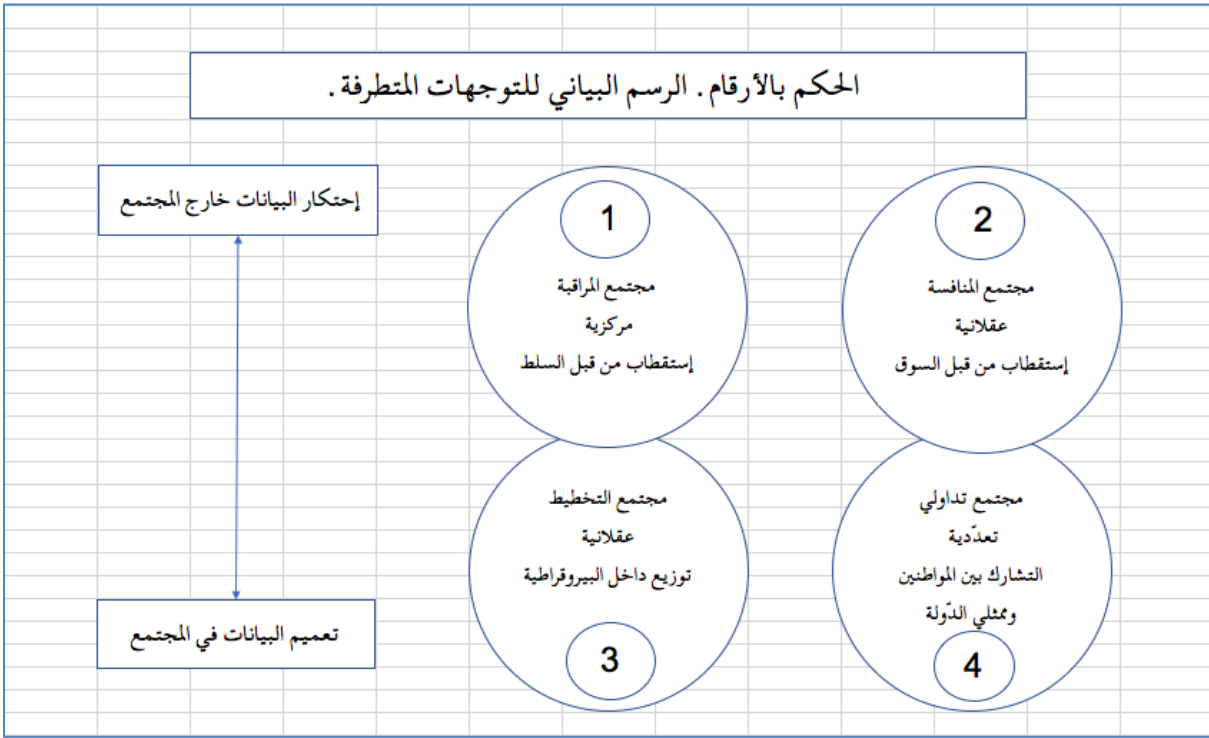 الحكم بالأرقام. الرسم البياني للتوجهات المتطرفة.
إحتكار البيانات خارج المجتمع
1
مجتمع المراقبة
مركزية
إستقطاب من قبل السلط
2
مجتمع المنافسة
عقلانية
إستقطاب من قبل السوق
مجتمع التخطيط
عقلانية
توزيع داخل البيروقراطية
3
مجتمع تداولي
تعدّدية
التشارك بين المواطنين
وممثلي الدّولة
4
تعميم البيانات في المجتمع